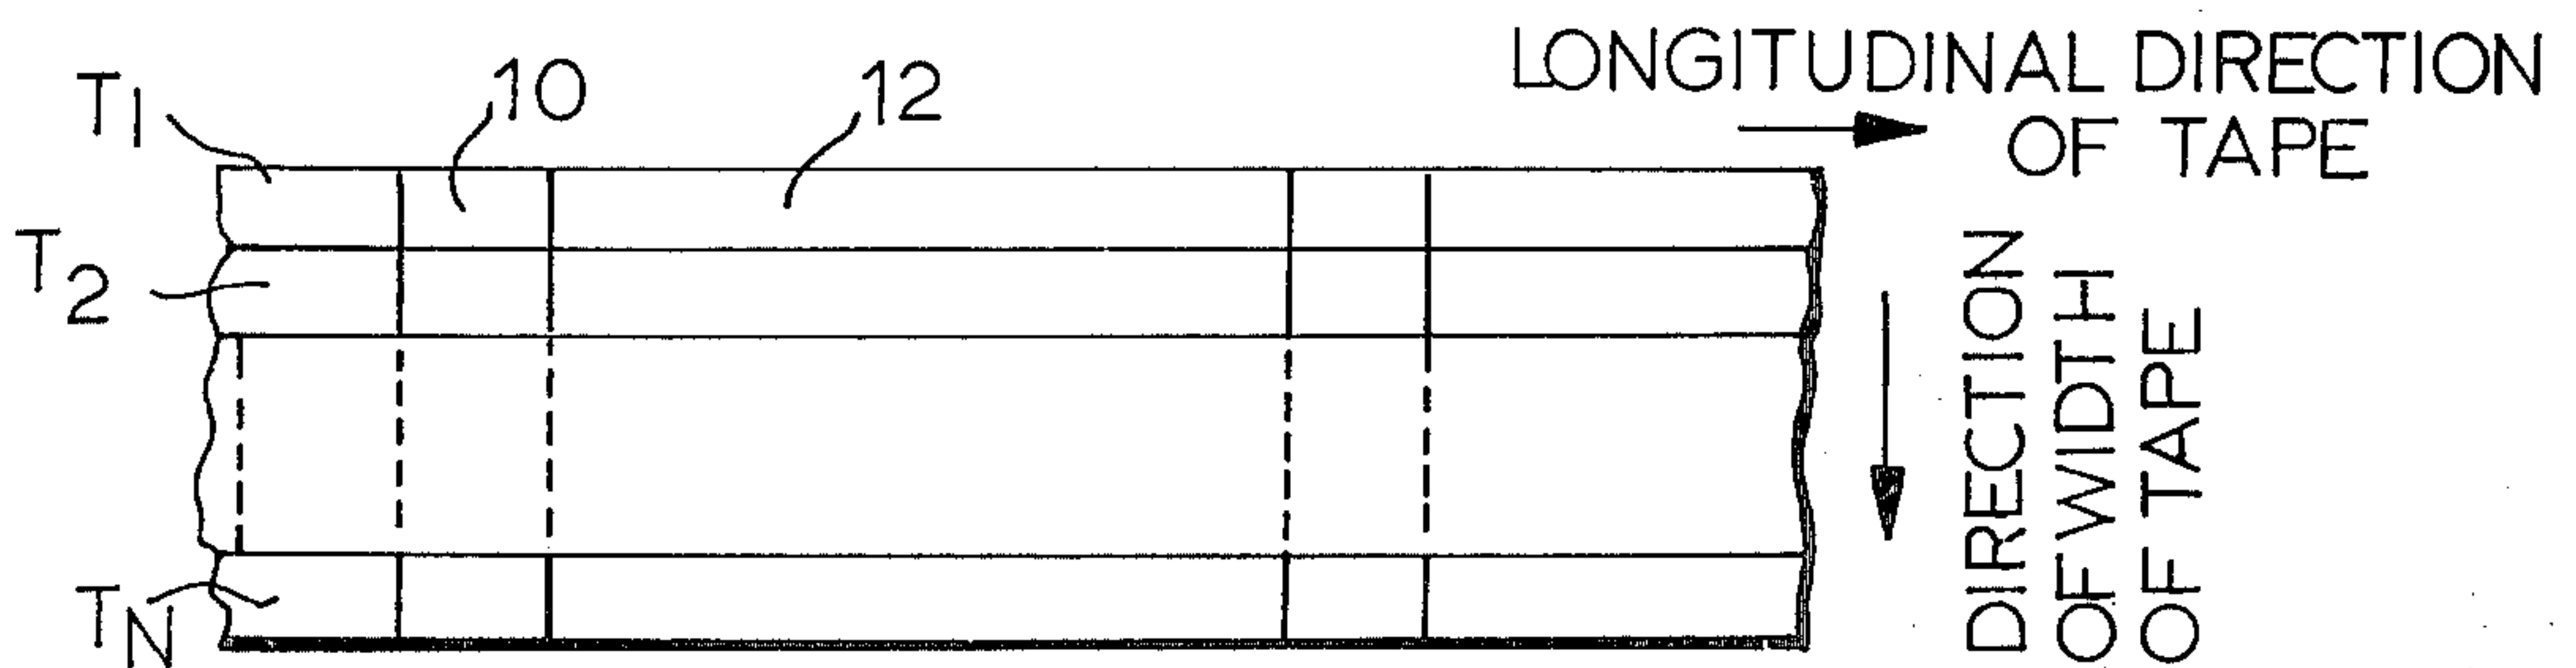 T1
10
12
LONGITUDINAL DIRECTION
OF TAPE
T2
TN
DIRECTION
OF WIDTH
OF TAPE